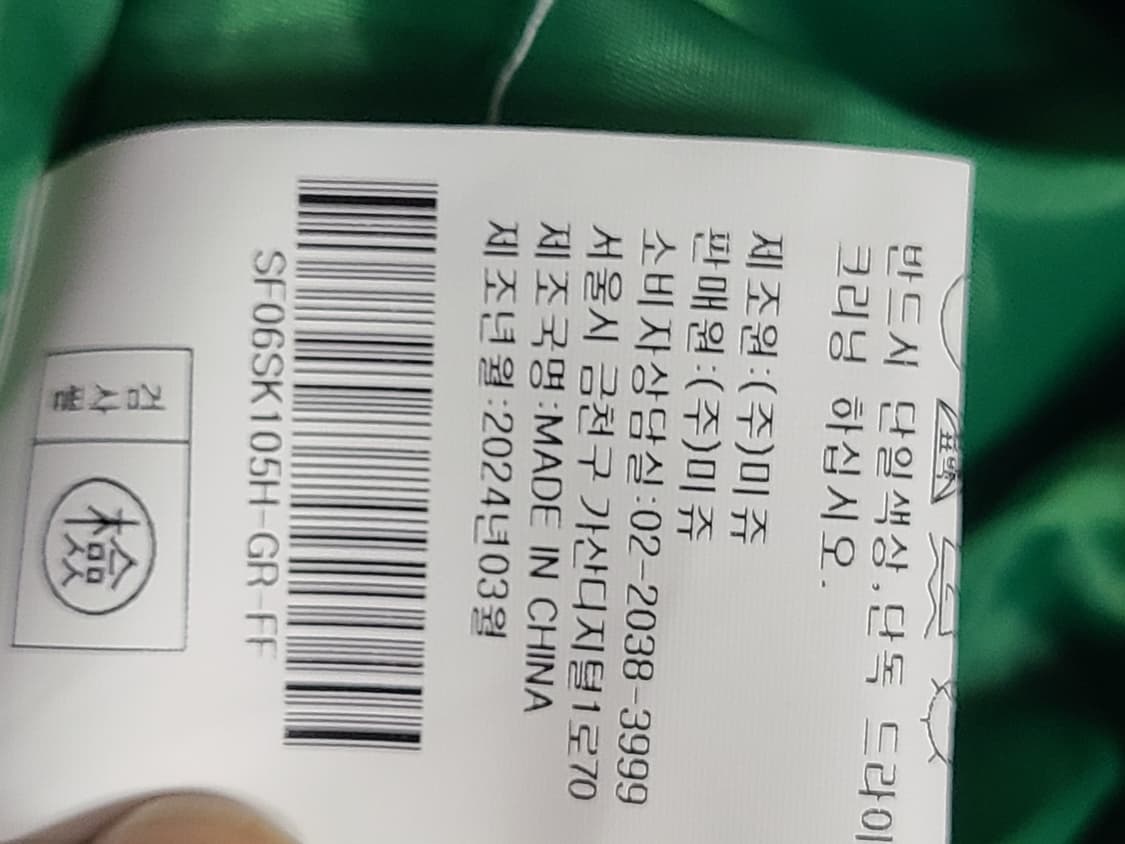 표백
반드시 단일색상,단독 드라이
크리닝 하십시오.
제조원:(주)미쥬
판매원:(주)미쥬
소비자상담실:02-2038-3999
서울시 금천구 가산디지털1로70
제조국명:MADE IN CHINA
제조년월:2024년03월
SF06SK105H-GR-FF
검사필
檢